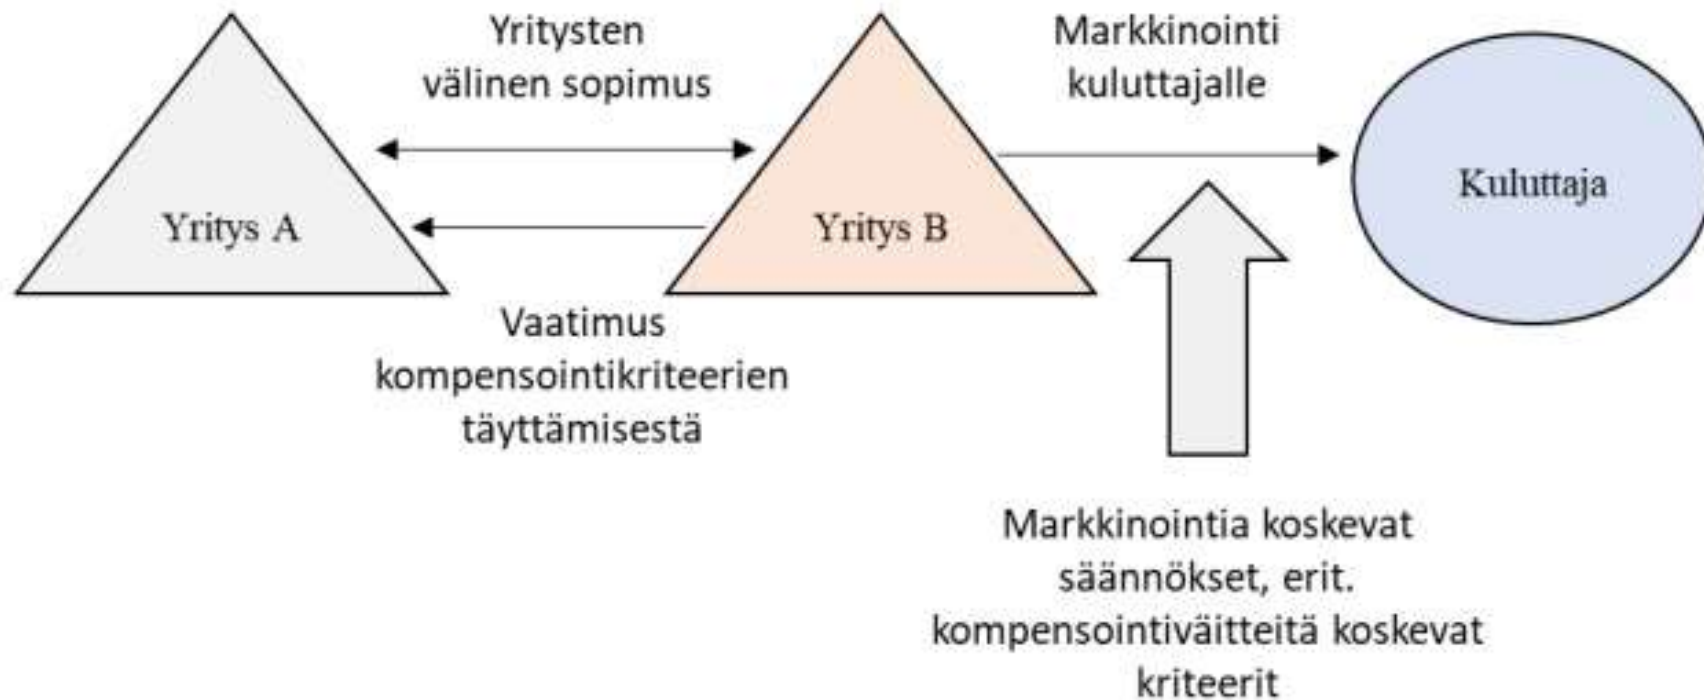 Yritysten
välinen sopimus
Markkinointi
kuluttajalle
Yritys A
Yritys B
Kuluttaja
Vaatimus
kompensointikriteerien
täyttämisestä
Markkinointia koskevat
säännökset, erit.
kompensointiväitteitä koskevat
kriteerit